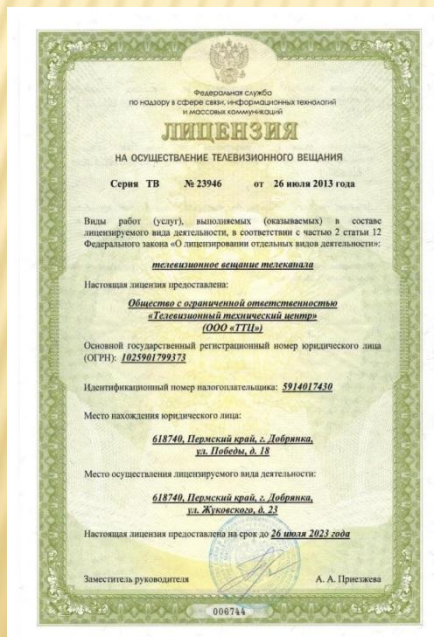 Федеральная служба
по надзору в сфере связи, информационных технологий
и массовых коммуникаций
ЛИЦЕНЗИЯ
НА ОСУЩЕСТВЛЕНИЕ ТЕЛЕВИЗИОННОГО ВЕЩАНИЯ
Серия ТВ № 23946 от 26 июля 2013 года
Виды работ (услуг), выполняемых (оказываемых) в составе
лицензируемого вида деятельности, в соответствии с частью 2 статьи 12
Федерального закона «О лицензировании отдельных видов деятельности»:
телевизионное вещание телеканала
Настоящая лицензия предоставлена:
Общество с ограниченной ответственностью
«Телевизионный технический центр»
(ООО «ТТЦ»)
Основной государственный регистрационный номер юридического лица
(ОГРН): 1025901799373
Идентификационный номер налогоплательщика: 5914017430
Место нахождения юридического лица:
618740, Пермский край, г. Добрянка,
ул. Победы, д. 18
Место осуществления лицензируемого вида деятельности:
618740, Пермский край, г. Добрянка,
ул. Жуковского, д. 23
Настоящая лицензия предоставлена на срок до 26 июля 2023 года
Заместитель руководителя А. А. Приезжева
006744